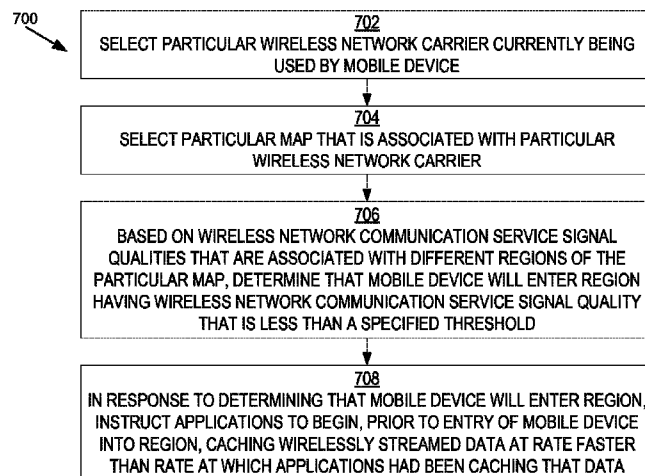 700
702
SELECT PARTICULAR WIRELESS NETWORK CARRIER CURRENTLY BEING
USED BY MOBILE DEVICE
704
SELECT PARTICULAR MAP THAT IS ASSOCIATED WITH PARTICULAR
WIRELESS NETWORK CARRIER
706
BASED ON WIRELESS NETWORK COMMUNICATION SERVICE SIGNAL
QUALITIES THAT ARE ASSOCIATED WITH DIFFERENT REGIONS OF THE
PARTICULAR MAP, DETERMINE THAT MOBILE DEVICE WILL ENTER REGION
HAVING WIRELESS NETWORK COMMUNICATION SERVICE SIGNAL QUALITY
THAT IS LESS THAN A SPECIFIED THRESHOLD
708
IN RESPONSE TO DETERMINING THAT MOBILE DEVICE WILL ENTER REGION,
INSTRUCT APPLICATIONS TO BEGIN, PRIOR TO ENTRY OF MOBILE DEVICE
INTO REGION, CACHING WIRELESSLY STREAMED DATA AT RATE FASTER
THAN RATE AT WHICH APPLICATIONS HAD BEEN CACHING THAT DATA